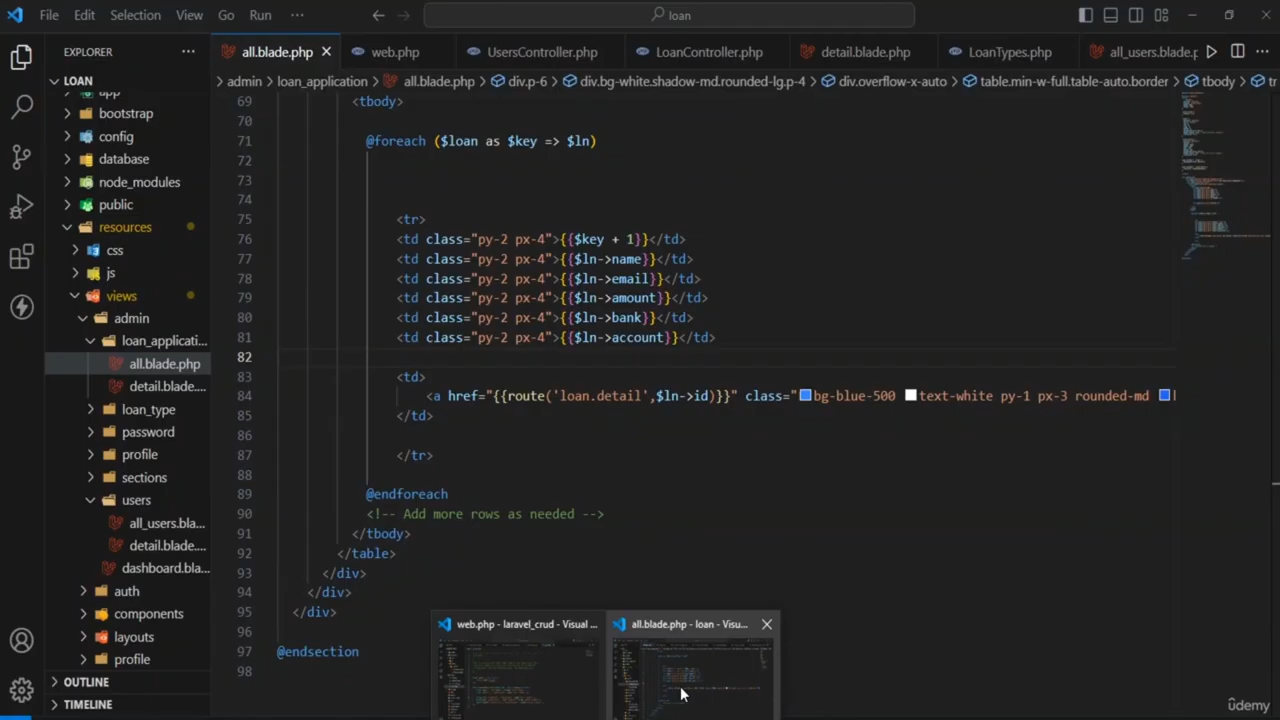 File Edit Selection View Go Run ··· loan
EXPLORER ···
all.blade.php web.php UsersController.php LoanController.php detail.blade.php LoanTypes.php all_users.blade.p
admin > loan_application > all.blade.php > div.p-6 > div.bg-white.shadow-md.rounded-lg.p-4 > div.overflow-x-auto > table.min-w-full.table-auto.border > tbody > tr
LOAN
app
bootstrap
config
database
node_modules
public
resources
css
js
views
admin
loan_applicati...
all.blade.php
detail.blade....
loan_type
password
profile
sections
users
all_users.bla...
detail.blade....
dashboard.bla...
auth
components
layouts
profile
OUTLINE
TIMELINE
69 <tbody>
70
71 @foreach ($loan as $key => $ln)
72
73
74
75 <tr>
76 <td class="py-2 px-4">{{$key + 1}}</td>
77 <td class="py-2 px-4">{{$ln->name}}</td>
78 <td class="py-2 px-4">{{$ln->email}}</td>
79 <td class="py-2 px-4">{{$ln->amount}}</td>
80 <td class="py-2 px-4">{{$ln->bank}}</td>
81 <td class="py-2 px-4">{{$ln->account}}</td>
82
83 <td>
84 <a href="{{route('loan.detail',$ln->id)}}" class="bg-blue-500 text-white py-1 px-3 rounded-md
85 </td>
86
87 </tr>
88
89 @endforeach
90 <!-- Add more rows as needed -->
91 </tbody>
92 </table>
93 </div>
94 </div>
95 </div>
96
97 @endsection
98
web.php - laravel_crud - Visual ... all.blade.php - loan - Visu...
ûdemy